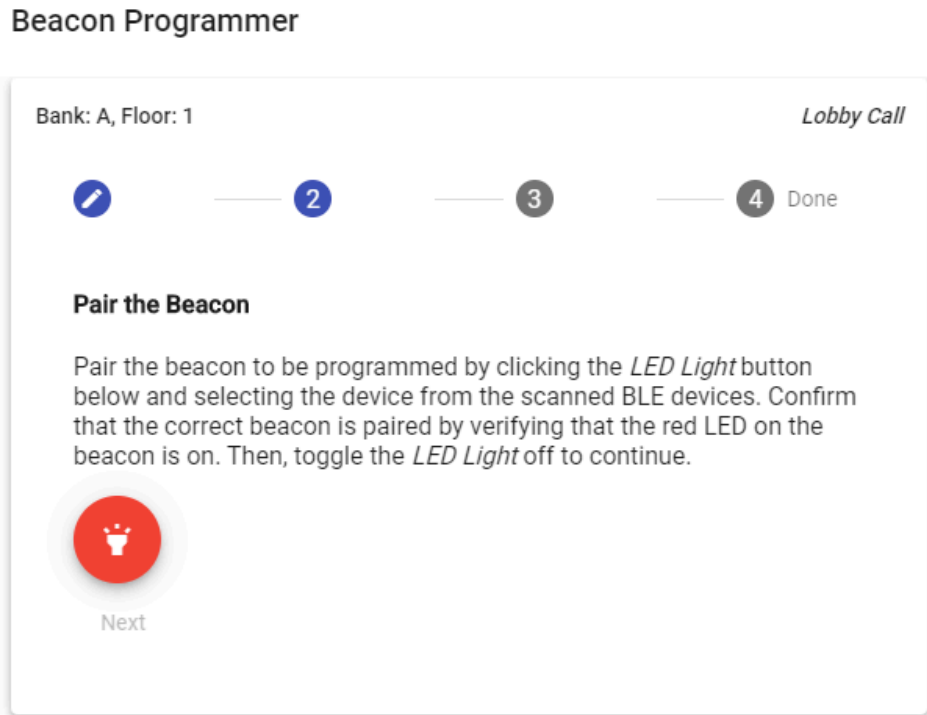 Beacon Programmer
Bank: A, Floor: 1
Lobby Call
2
3
4 Done
Pair the Beacon
Pair the beacon to be programmed by clicking the LED Light button
below and selecting the device from the scanned BLE devices. Confirm
that the correct beacon is paired by verifying that the red LED on the
beacon is on. Then, toggle the LED Light off to continue.
Next